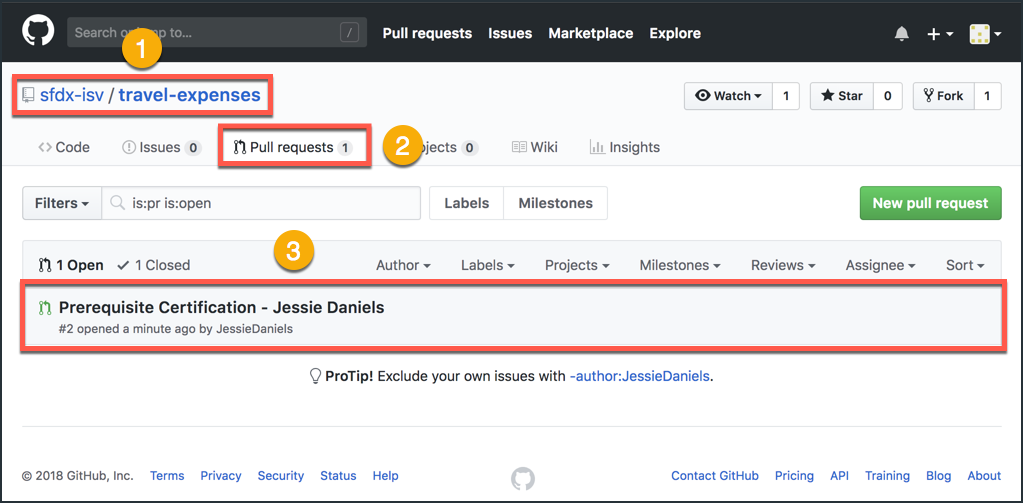 Search or jump to... / Pull requests Issues Marketplace Explore
1
sfdx-isv / travel-expenses Watch 1 Star 0 Fork 1
Code Issues 0 Pull requests 1 2 ojects 0 Wiki Insights
Filters is:pr is:open Labels Milestones New pull request
3
1 Open 1 Closed Author Labels Projects Milestones Reviews Assignee Sort
Prerequisite Certification - Jessie Daniels
#2 opened a minute ago by JessieDaniels
ProTip! Exclude your own issues with -author:JessieDaniels.
© 2018 GitHub, Inc. Terms Privacy Security Status Help Contact GitHub Pricing API Training Blog About